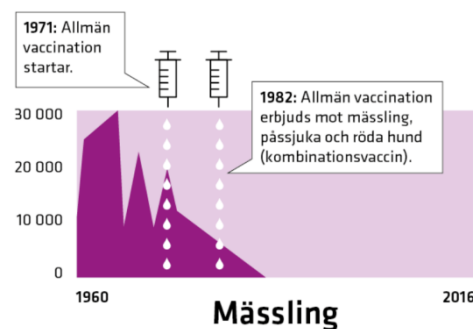 1971: Allmän
vaccination
startar.
1982: Allmän vaccination
erbjuds mot mässling,
påssjuka och röda hund
(kombinationsvaccin).
30 000
20 000
10 000
0
1960
2016
Mässling